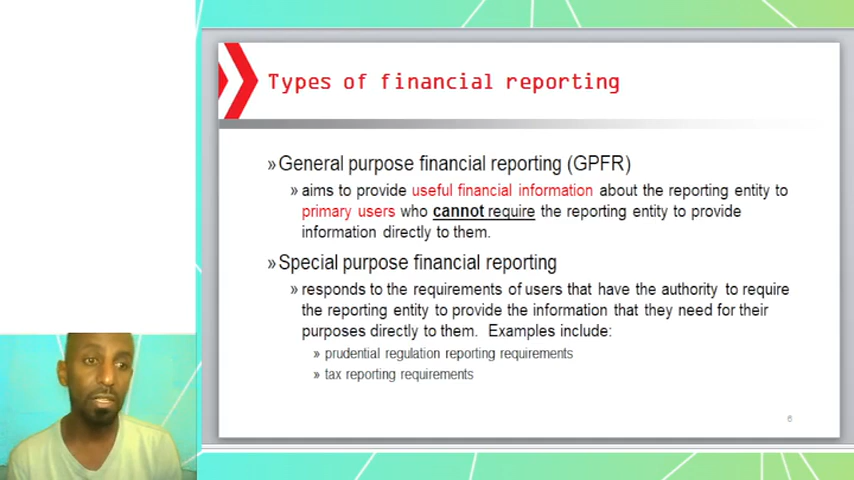 Types of financial reporting
»General purpose financial reporting (GPFR)
» aims to provide useful financial information about the reporting entity to
primary users who cannot require the reporting entity to provide
information directly to them.
»Special purpose financial reporting
» responds to the requirements of users that have the authority to require
the reporting entity to provide the information that they need for their
purposes directly to them. Examples include:
» prudential regulation reporting requirements
» tax reporting requirements
6